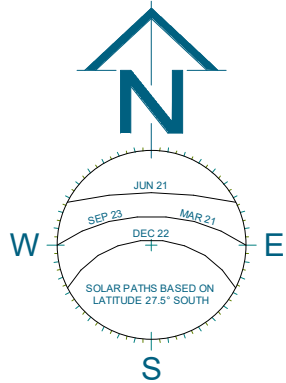 N
JUN 21
SEP 23
MAR 21
DEC 22
W
E
SOLAR PATHS BASED ON
LATITUDE 27.5° SOUTH
S